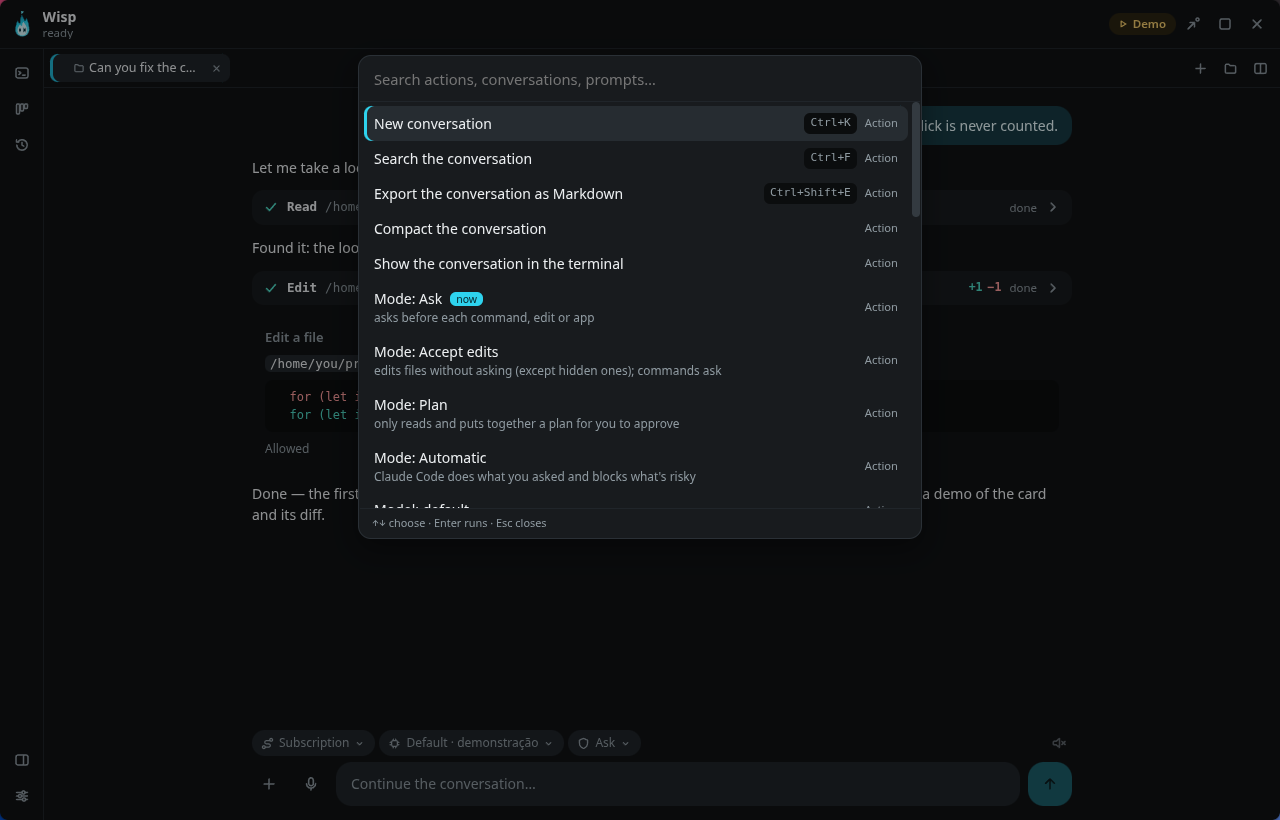 Wisp
ready
Demo
Can you fix the c...
Search actions, conversations, prompts...
New conversation Ctrl+K Action
Search the conversation Ctrl+F Action
Export the conversation as Markdown Ctrl+Shift+E Action
Compact the conversation Action
Show the conversation in the terminal Action
Mode: Ask now Action
asks before each command, edit or app
Mode: Accept edits Action
edits files without asking (except hidden ones); commands ask
Mode: Plan Action
only reads and puts together a plan for you to approve
Mode: Automatic Action
Claude Code does what you asked and blocks what's risky
Model: default Action
↑↓ choose · Enter runs · Esc closes
is never counted.
Let me take a
Read /home done
Found it: the
Edit /home +1 −1 done
Edit a file
/home/you/
for (let i
for (let i
Allowed
Done — the first a demo of the card
and its diff.
Subscription
Default · demonstração
Ask
Continue the conversation...